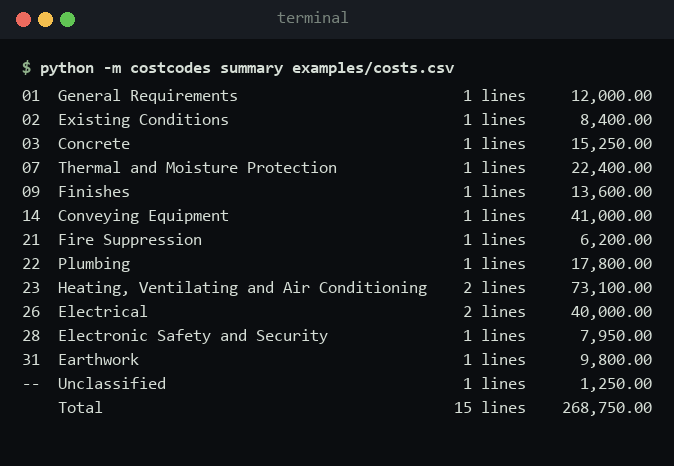 terminal
$ python -m costcodes summary examples/costs.csv
01 General Requirements 1 lines 12,000.00
02 Existing Conditions 1 lines 8,400.00
03 Concrete 1 lines 15,250.00
07 Thermal and Moisture Protection 1 lines 22,400.00
09 Finishes 1 lines 13,600.00
14 Conveying Equipment 1 lines 41,000.00
21 Fire Suppression 1 lines 6,200.00
22 Plumbing 1 lines 17,800.00
23 Heating, Ventilating and Air Conditioning 2 lines 73,100.00
26 Electrical 2 lines 40,000.00
28 Electronic Safety and Security 1 lines 7,950.00
31 Earthwork 1 lines 9,800.00
-- Unclassified 1 lines 1,250.00
Total 15 lines 268,750.00